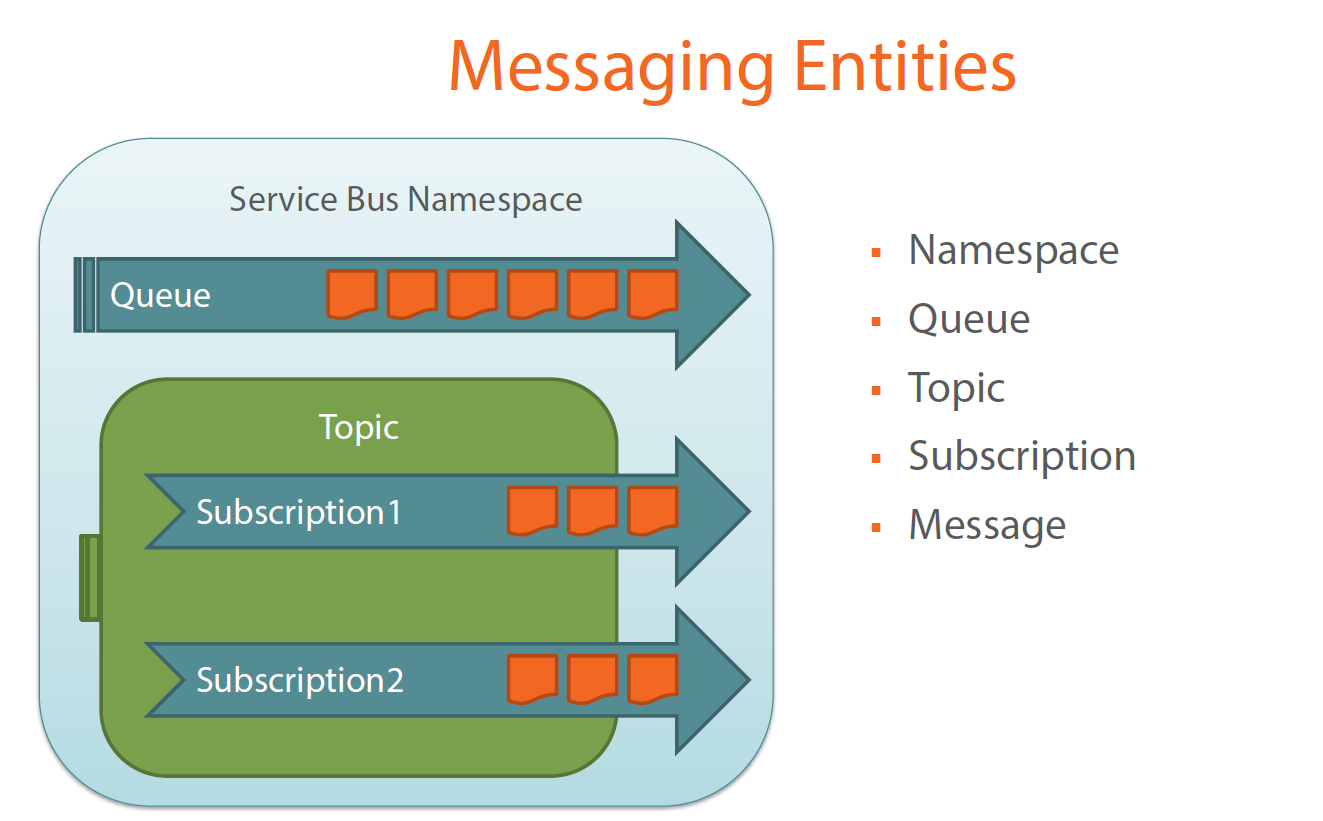 Messaging Entities
Service Bus Namespace
Queue
Topic
Subscription1
Subscription2
Namespace
Queue
Topic
Subscription
Message